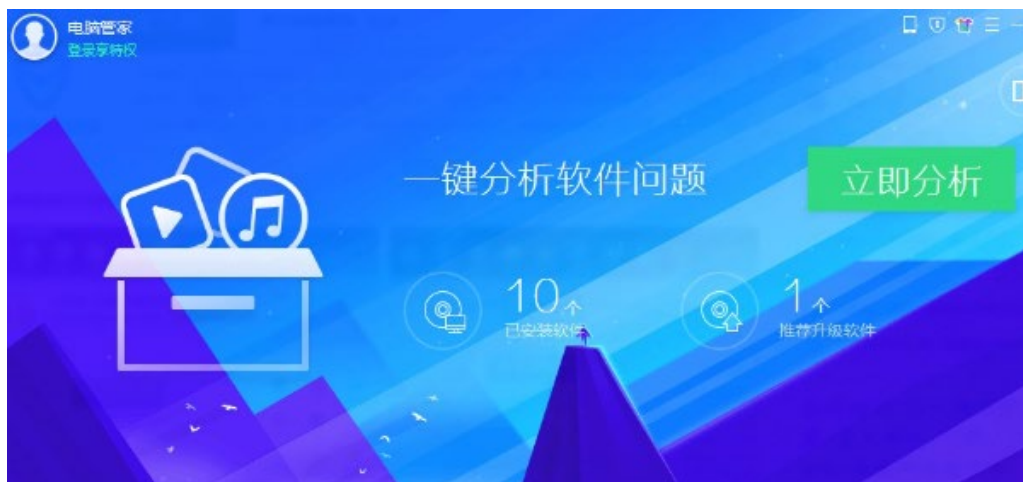 电脑管家
登录享特权
一键分析软件问题
立即分析
10个
已安装软件
1个
推荐升级软件